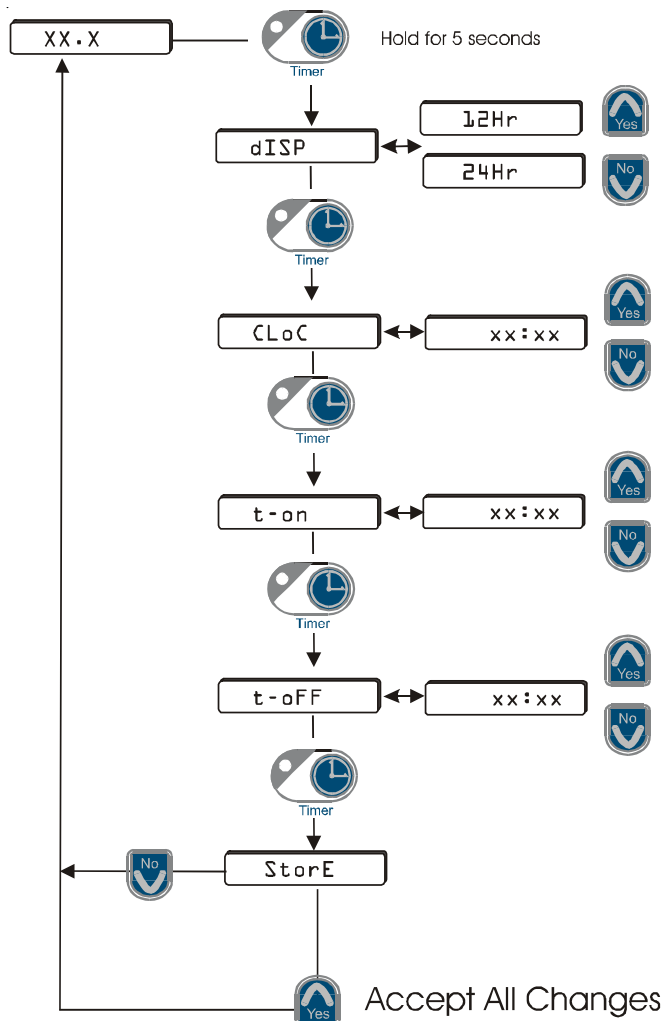 XX.X
Hold for 5 seconds
Timer
12Hr
Yes
dISP
24Hr
No
Timer
Yes
CLoC
xx:xx
No
Timer
Yes
t-on
xx:xx
No
Timer
Yes
t-oFF
xx:xx
No
Timer
No
StorE
Yes
Accept All Changes